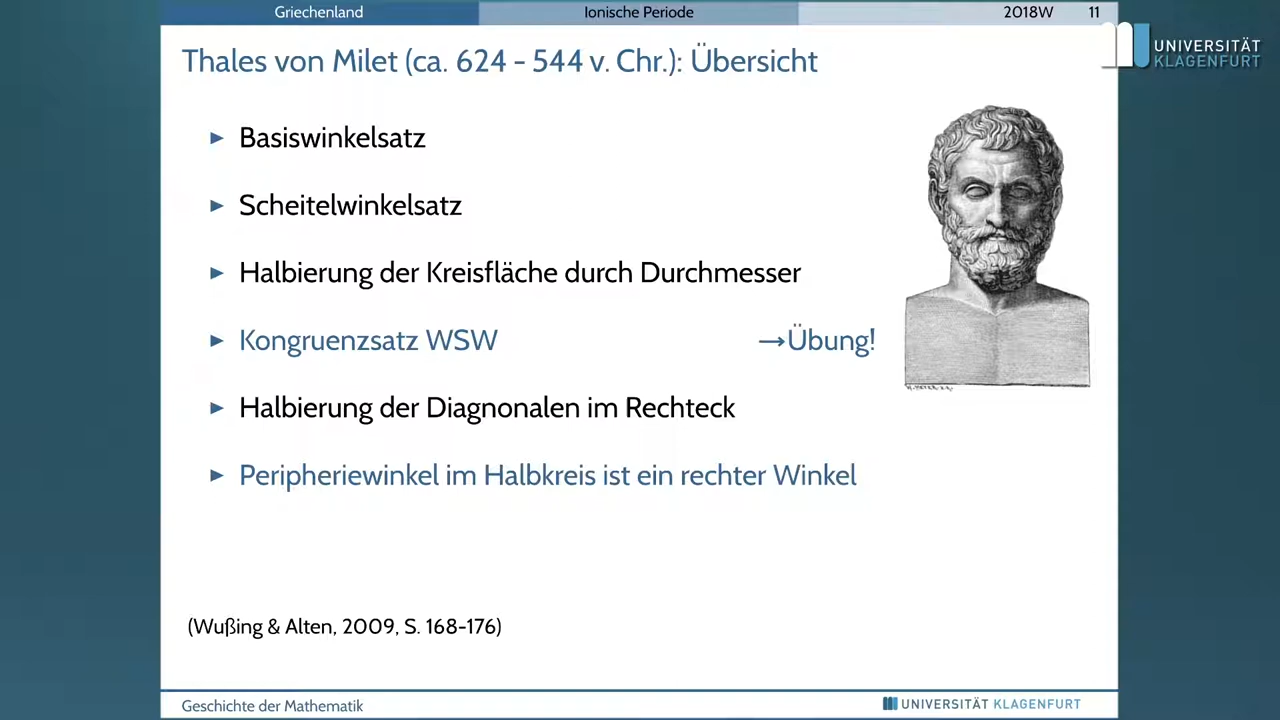 Griechenland Ionische Periode 2018W 11
UNIVERSITÄT
KLAGENFURT
Thales von Milet (ca. 624 - 544 v. Chr.): Übersicht
► Basiswinkelsatz
► Scheitelwinkelsatz
► Halbierung der Kreisfläche durch Durchmesser
► Kongruenzsatz WSW →Übung!
► Halbierung der Diagnonalen im Rechteck
► Peripheriewinkel im Halbkreis ist ein rechter Winkel
(Wußing & Alten, 2009, S. 168-176)
Geschichte der Mathematik UNIVERSITÄT KLAGENFURT